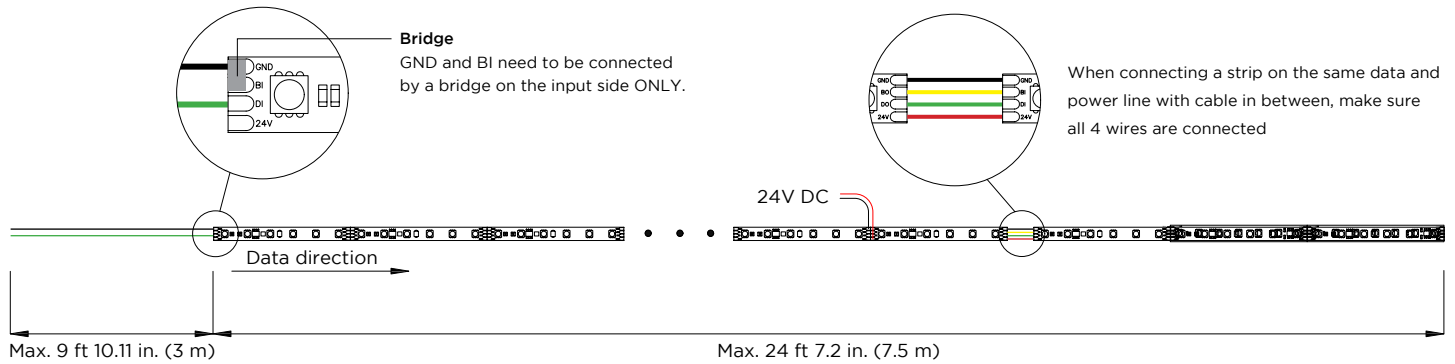 Bridge
GND and BI need to be connected
by a bridge on the input side ONLY.
GND
BI
DI
24V
When connecting a strip on the same data and
power line with cable in between, make sure
all 4 wires are connected
GND
BO
DO
24V
GND
BI
DI
24V
24V DC
Data direction
Max. 9 ft 10.11 in. (3 m)
Max. 24 ft 7.2 in. (7.5 m)